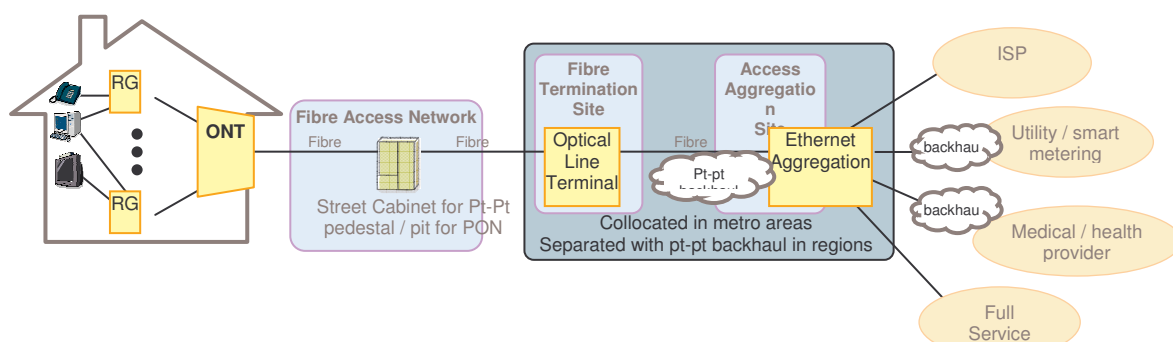 RG
ONT
RG
Fibre Access Network
Fibre
Fibre
Street Cabinet for Pt-Pt
pedestal / pit for PON
Fibre
Termination
Site
Optical
Line
Terminal
Fibre
Pt-pt
backhaul
Access
Aggregatio
n
Site
Ethernet
Aggregation
Collocated in metro areas
Separated with pt-pt backhaul in regions
ISP
backhau
Utility / smart
metering
backhau
Medical / health
provider
Full
Service